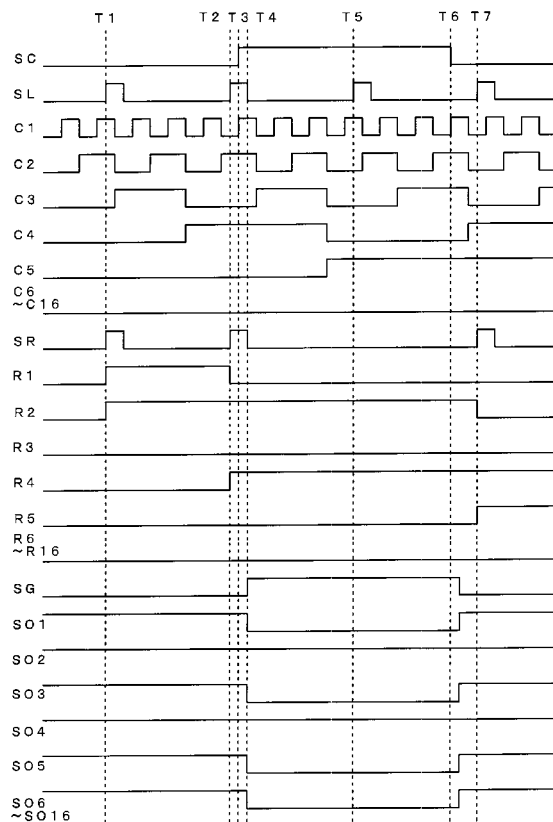 T1 T2 T3 T4 T5 T6 T7
SC
SL
C1
C2
C3
C4
C5
C6
~C16
SR
R1
R2
R3
R4
R5
R6
~R16
SG
SO1
SO2
SO3
SO4
SO5
SO6
~SO16